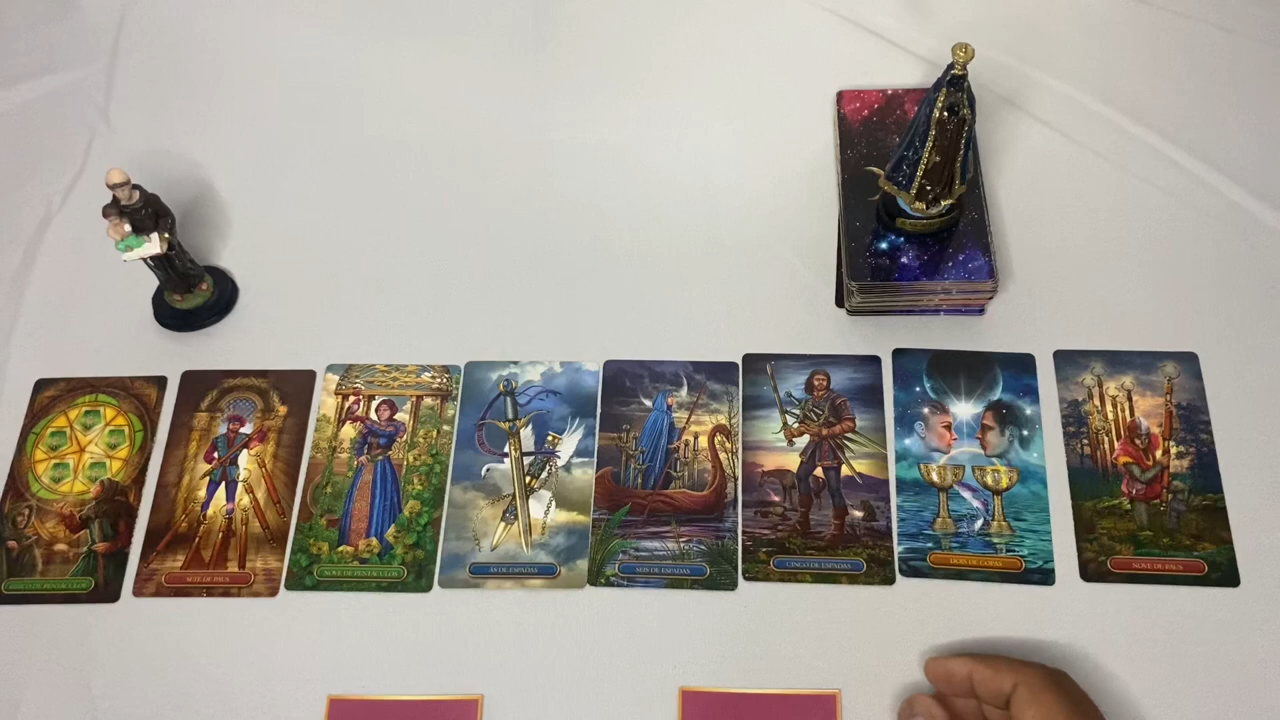 CINCO DE PENTÁCULOS
SETE DE PAUS
NOVE DE PENTÁCULOS
ÁS DE ESPADAS
SEIS DE ESPADAS
CINCO DE ESPADAS
DOIS DE COPAS
NOVE DE PAUS